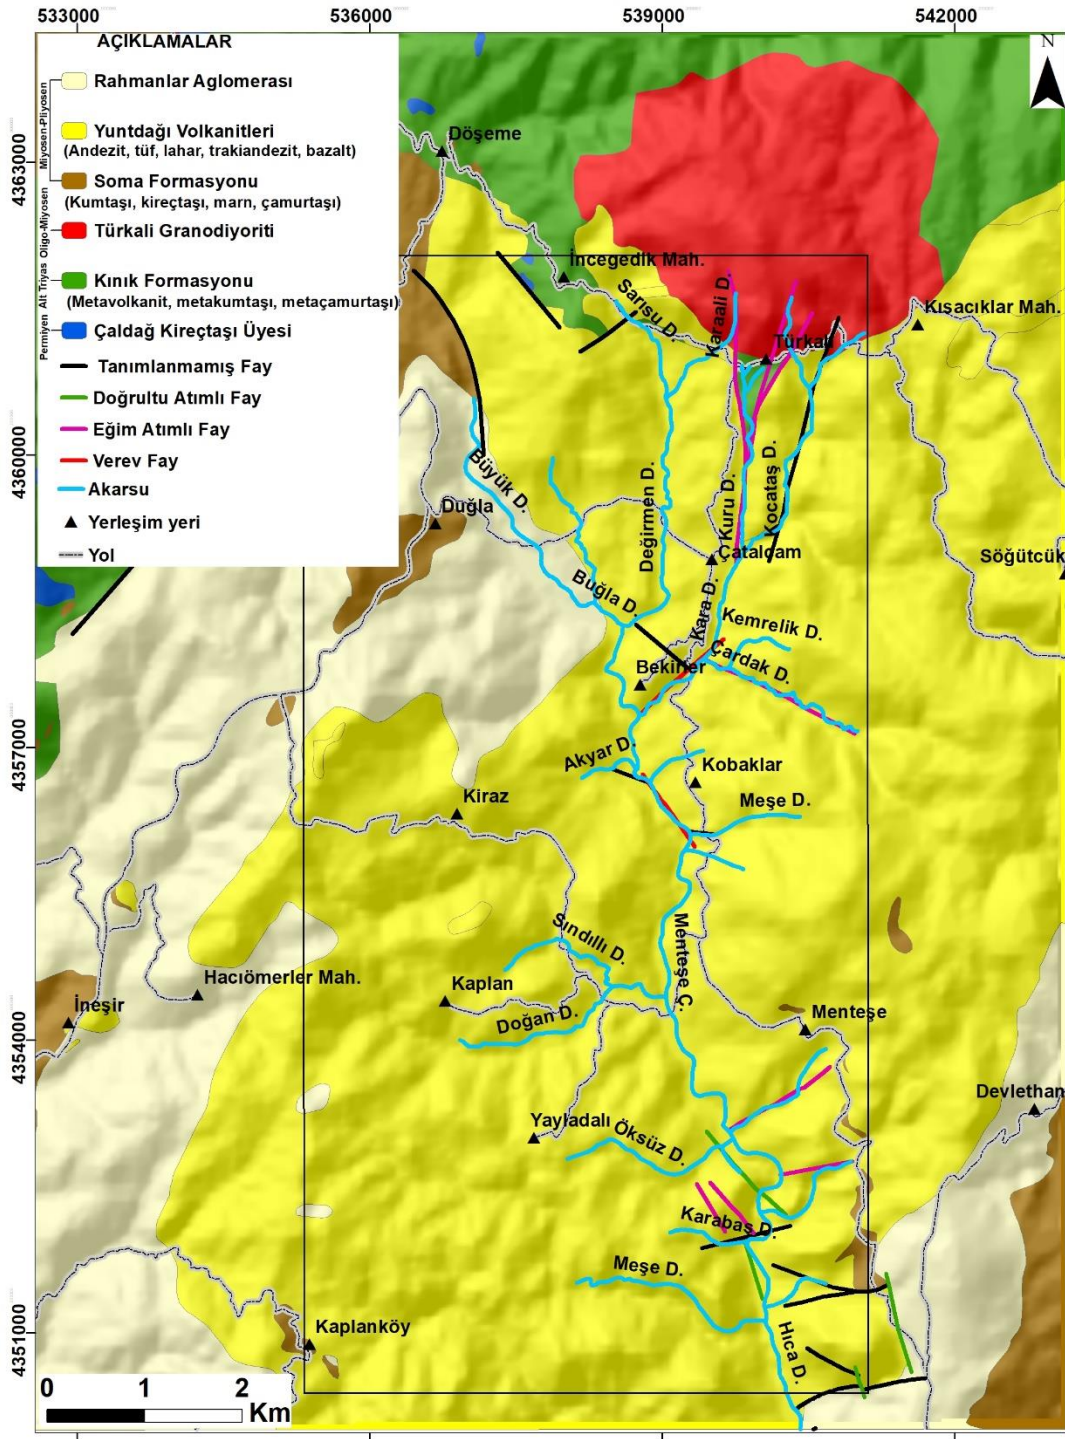 533000 536000 539000 542000
AÇIKLAMALAR
N
Rahmanlar Aglomerası
Yuntdağı Volkanitleri
(Andezit, tüf, lahar, trakiandezit, bazalt)
Soma Formasyonu
(Kumtaşı, kireçtaşı, marn, çamurtaşı)
Türkali Granodiyoriti
Kınık Formasyonu
(Metavolkanit, metakumtaşı, metaçamurtaşı)
Çaldağ Kireçtaşı Üyesi
Tanımlanmamış Fay
Doğrultu Atımlı Fay
Eğim Atımlı Fay
Verev Fay
Akarsu
Yerleşim yeri
Yol
Miyosen-Pliyosen
Oligo-Miyosen
Alt Triyas
Permiyen
4363000
4360000
4357000
4354000
4351000
Döşeme
İncegedik Mah.
Sarısu D.
Karaali D.
Kısacıklar Mah.
Türkali
Büyük D.
Duğla
Değirmen D.
Kuru D.
Kocataş D.
Çatalçam
Söğütcük
Buğla D.
Kara D.
Kemrelik D.
Çardak D.
Bekirler
Akyar D.
Kobaklar
Kiraz
Meşe D.
Sındıllı D.
Menteşe Ç.
Hacıömerler Mah.
Kaplan
İneşir
Doğan D.
Menteşe
Devlethan
Yayladalı
Öksüz D.
Karabaş D.
Meşe D.
Kaplanköy
Hıca D.
0 1 2
Km